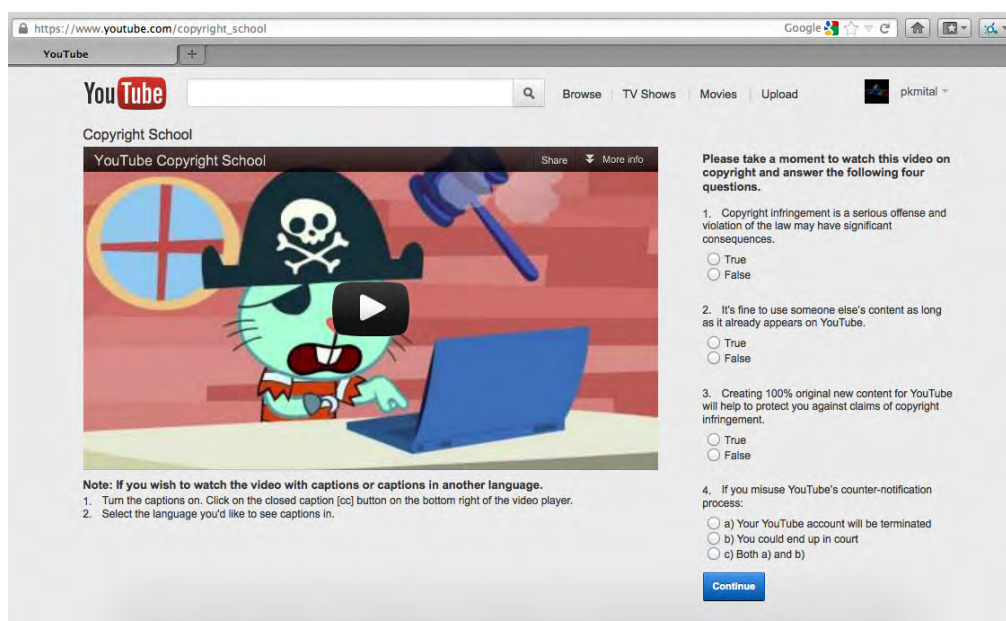 https://www.youtube.com/copyright_school
Google
YouTube
YouTube
Browse
TV Shows
Movies
Upload
pkmital
Copyright School
YouTube Copyright School
Share
More info
Note: If you wish to watch the video with captions or captions in another language.
1. Turn the captions on. Click on the closed caption [cc] button on the bottom right of the video player.
2. Select the language you'd like to see captions in.
Please take a moment to watch this video on
copyright and answer the following four
questions.
1. Copyright infringement is a serious offense and
violation of the law may have significant
consequences.
True
False
2. It's fine to use someone else's content as long
as it already appears on YouTube.
True
False
3. Creating 100% original new content for YouTube
will help to protect you against claims of copyright
infringement.
True
False
4. If you misuse YouTube's counter-notification
process:
a) Your YouTube account will be terminated
b) You could end up in court
c) Both a) and b)
Continue